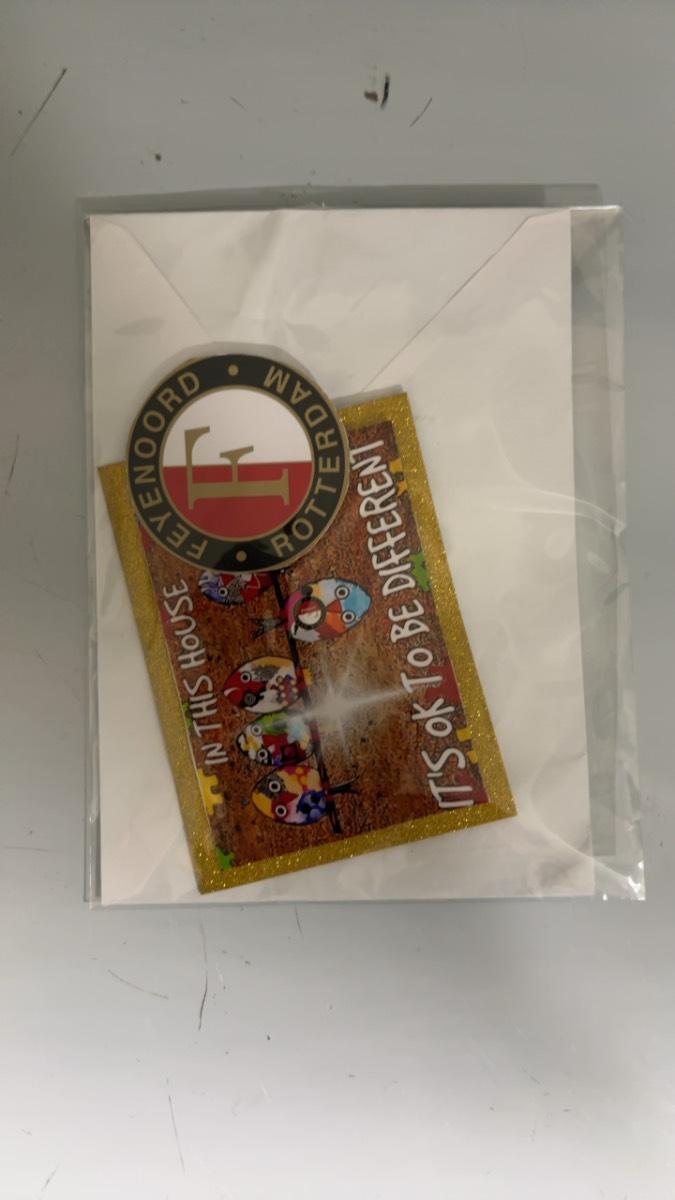 FEYENOORD
ROTTERDAM
F
IN THIS HOUSE
IT'S OK TO BE DIFFERENT